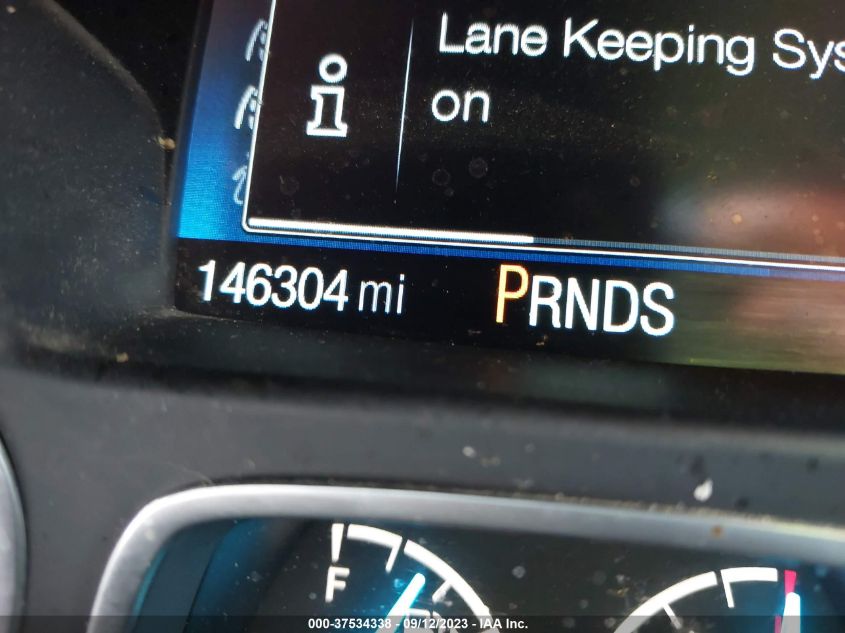 Lane Keeping Sys
on
146304 mi PRNDS
F
000-37534338 - 09/12/2023 - IAA Inc.